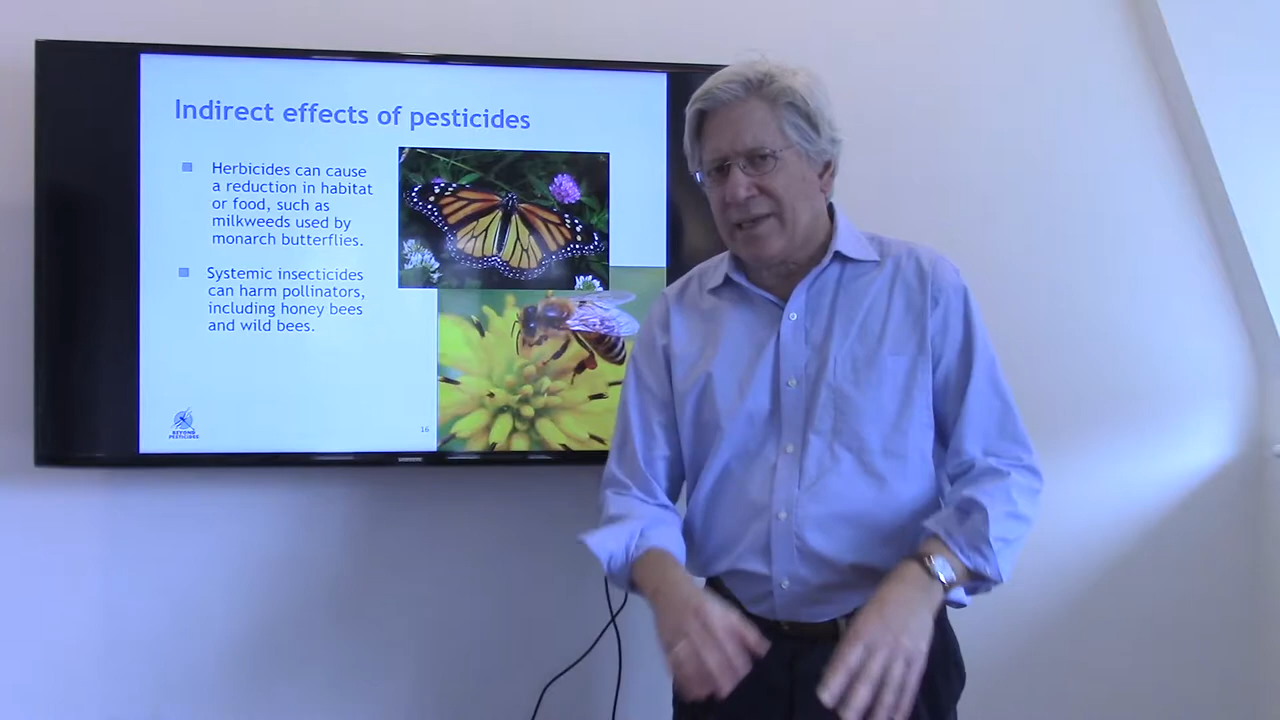 Indirect effects of pesticides
Herbicides can cause
a reduction in habitat
or food, such as
milkweeds used by
monarch butterflies.
Systemic insecticides
can harm pollinators,
including honey bees
and wild bees.
BEYOND
PESTICIDES
16
SAMSUNG